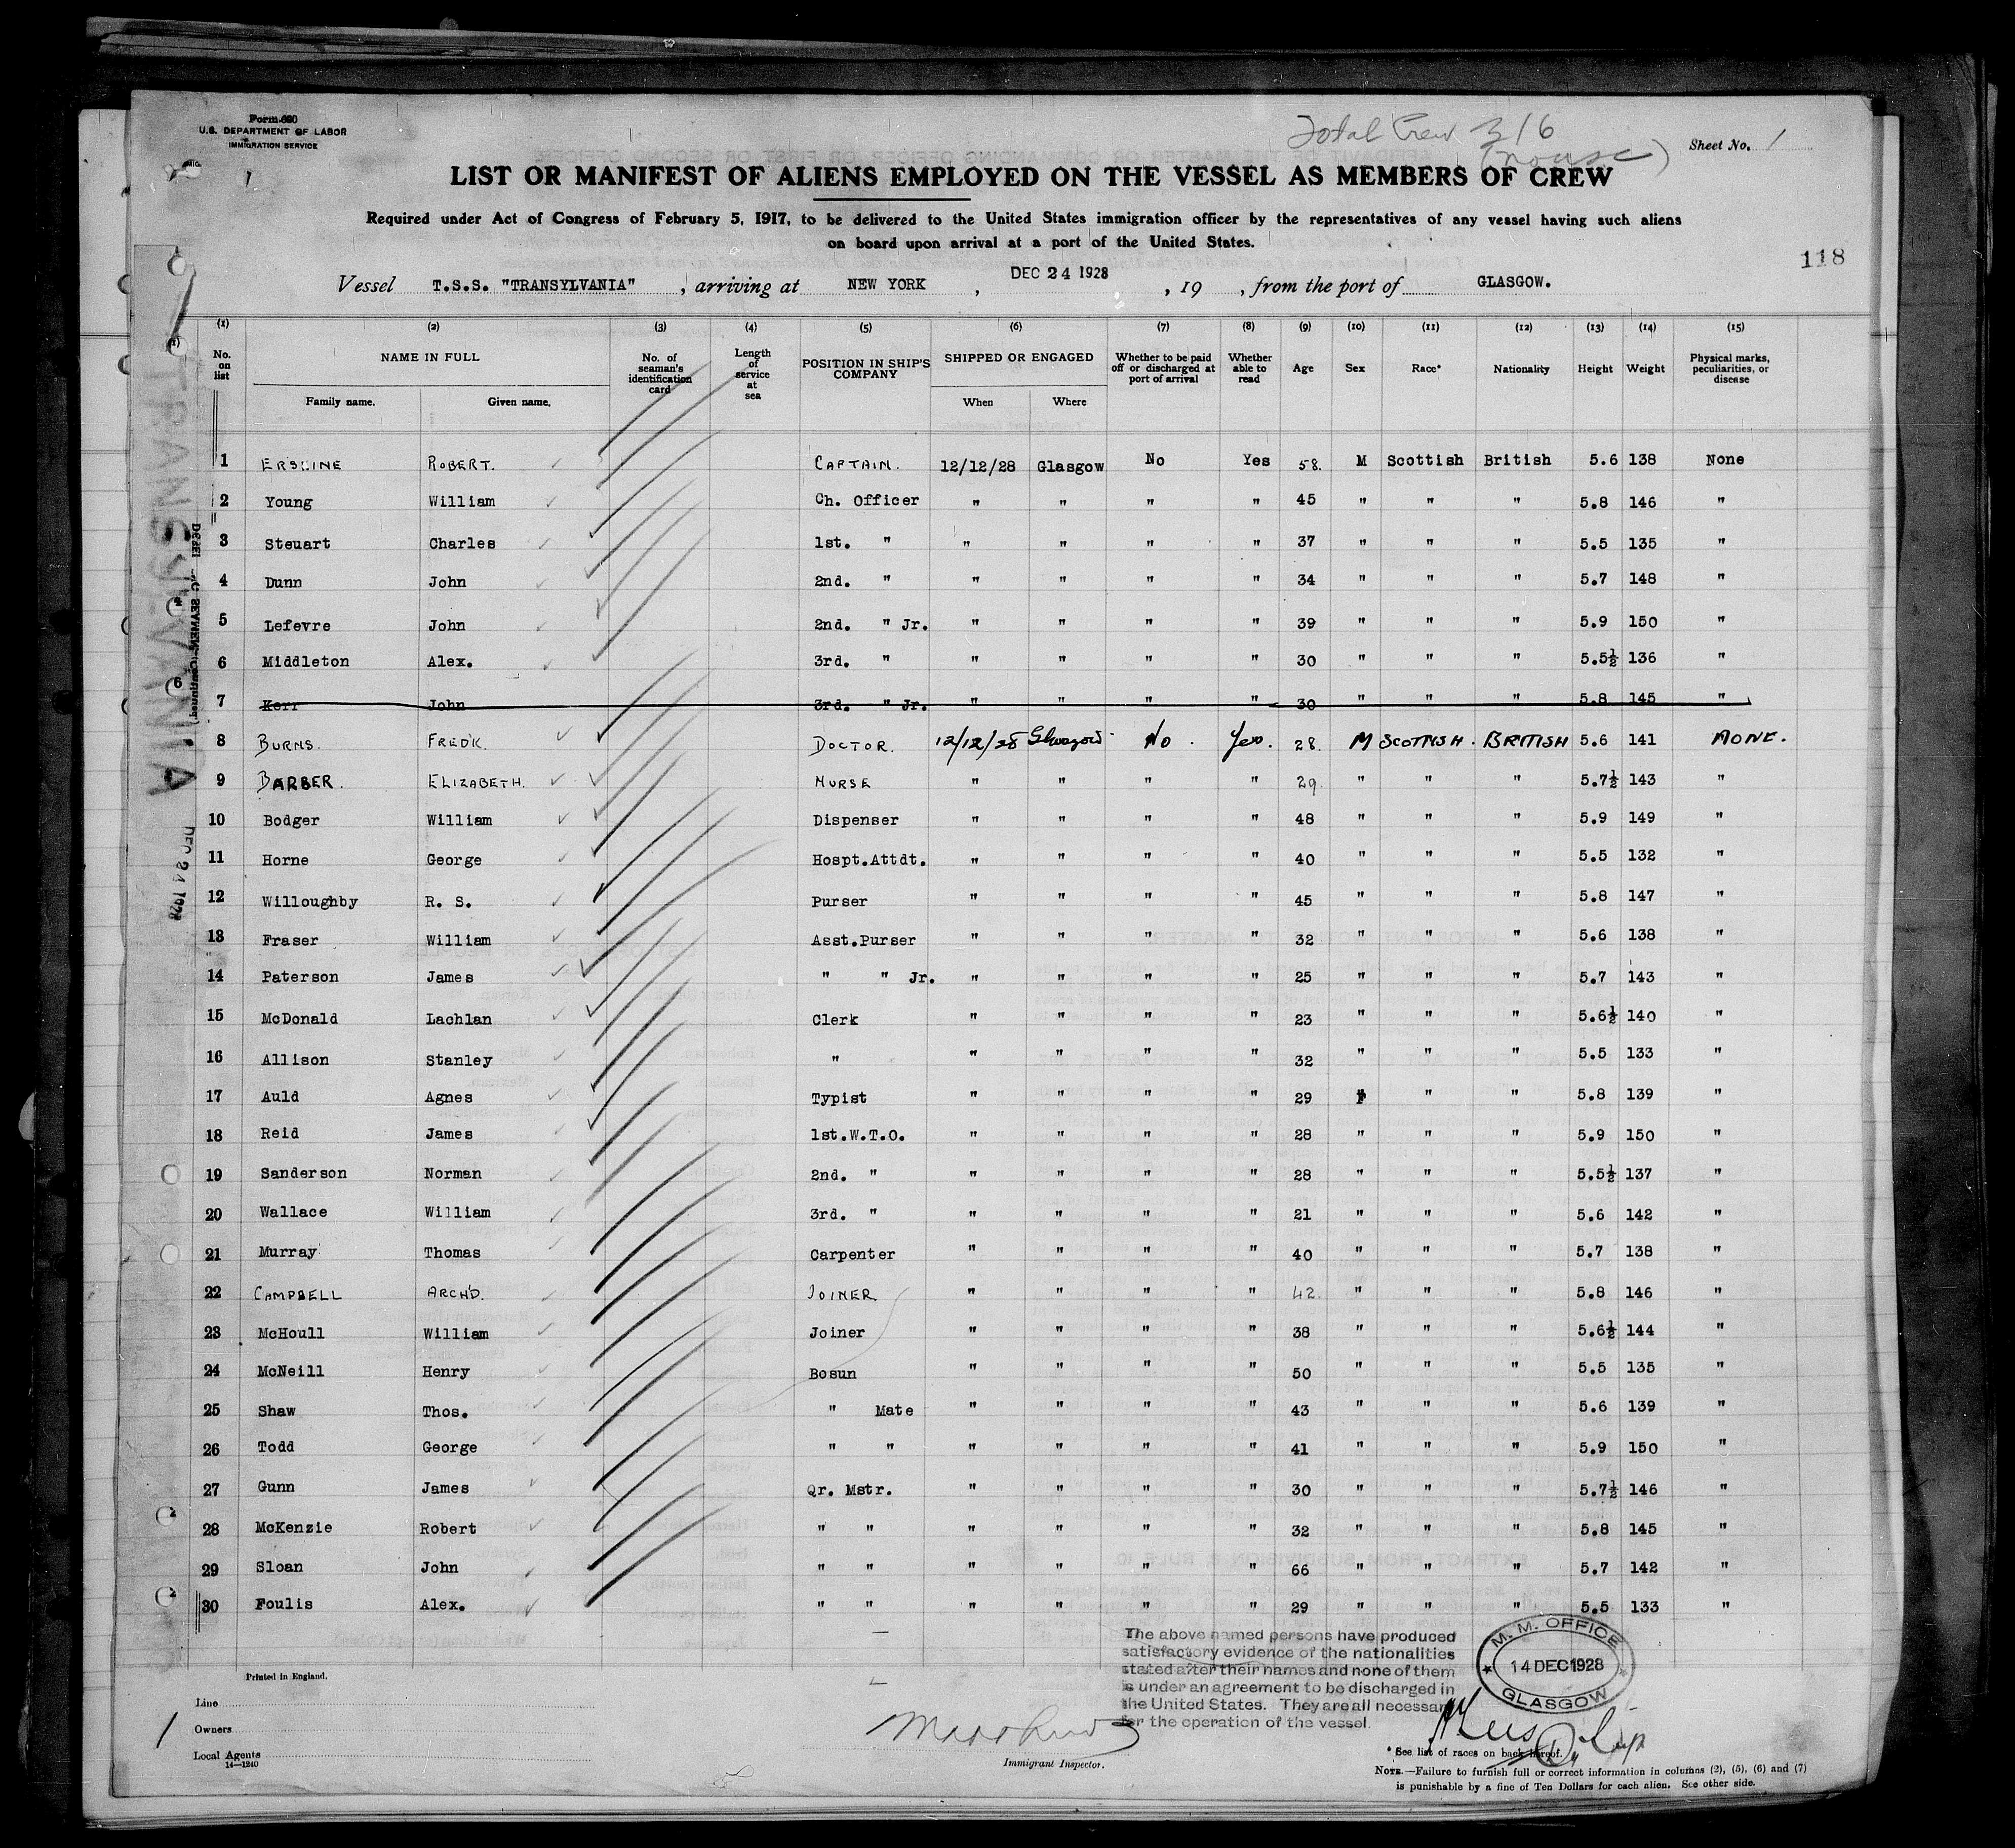 Form 680
U.S. DEPARTMENT OF LABOR
IMMIGRATION SERVICE
Total Crew 316
Sheet No. 1
LIST OR MANIFEST OF ALIENS EMPLOYED ON THE VESSEL AS MEMBERS OF CREW
Required under Act of Congress of February 5, 1917, to be delivered to the United States immigration officer by the representatives of any vessel having such aliens
on board upon arrival at a port of the United States.
118
Vessel T.S.S. "TRANSYLVANIA", arriving at NEW YORK, DEC 24 1928, 19 , from the port of GLASGOW.
(1) (2) (3) (4) (5) (6) (7) (8) (9) (10) (11) (12) (13) (14) (15)
No. on list NAME IN FULL Family name. Given name. No. of seaman's identification card Length of service at sea POSITION IN SHIP'S COMPANY SHIPPED OR ENGAGED When Where Whether to be paid off or discharged at port of arrival Whether able to read Age Sex Race* Nationality Height Weight Physical marks, peculiarities, or disease
1 ERSLINE ROBERT. CAPTAIN. 12/12/28 Glasgow No Yes 58. M Scottish British 5.6 138 None
2 Young William Ch. Officer " " " " 45 " " " 5.8 146 "
3 Steuart Charles 1st. " " " " " 37 " " " 5.5 135 "
4 Dunn John 2nd. " " " " " 34 " " " 5.7 148 "
5 Lefevre John 2nd. " Jr. " " " " 39 " " " 5.9 150 "
6 Middleton Alex. 3rd. " " " " " 30 " " " 5.5½ 136 "
7 Kerr John 3rd. " Jr. " " " " 30 " " " 5.8 145 "
8 BURNS. FREDK. DOCTOR. 12/12/28 Glasgow No. Yes. 28. M SCOTTISH. BRITISH 5.6 141 NONE.
9 BARBER. ELIZABETH. NURSE " " " " 29. " " " 5.7½ 143 "
10 Bodger William Dispenser " " " " 48 " " " 5.9 149 "
11 Horne George Hospt.Attdt. " " " " 40 " " " 5.5 132 "
12 Willoughby R. S. Purser " " " " 45 " " " 5.8 147 "
13 Fraser William Asst.Purser " " " " 32 " " " 5.6 138 "
14 Paterson James " " Jr. " " " " 25 " " " 5.7 143 "
15 McDonald Lachlan Clerk " " " " 23 " " " 5.6½ 140 "
16 Allison Stanley " " " " " 32 " " " 5.5 133 "
17 Auld Agnes Typist " " " " 29 F " " 5.8 139 "
18 Reid James 1st.W.T.O. " " " " 28 " " " 5.9 150 "
19 Sanderson Norman 2nd. " " " " " 28 " " " 5.5½ 137 "
20 Wallace William 3rd. " " " " " 21 " " " 5.6 142 "
21 Murray Thomas Carpenter " " " " 40 " " " 5.7 138 "
22 CAMPBELL ARCHD. JOINER " " " " 42. " " " 5.8 146 "
23 McHoull William Joiner " " " " 38 " " " 5.6½ 144 "
24 McNeill Henry Bosun " " " " 50 " " " 5.5 135 "
25 Shaw Thos. " Mate " " " " 43 " " " 5.6 139 "
26 Todd George " " " " " " 41 " " " 5.9 150 "
27 Gunn James Qr. Mstr. " " " " 30 " " " 5.7½ 146 "
28 McKenzie Robert " " " " " " 32 " " " 5.8 145 "
29 Sloan John " " " " " " 66 " " " 5.7 142 "
30 Foulis Alex. " " " " " " 29 " " " 5.5 133 "
TRANSYLVANIA
DEC 24 1928
The above named persons have produced
satisfactory evidence of the nationalities
stated after their names and none of them
is under an agreement to be discharged in
the United States. They are all necessary
for the operation of the vessel.
M. M. OFFICE
14 DEC 1928
GLASGOW
Printed in England.
Line
Owners
Local Agents
14—1240
Immigrant Inspector.
* See list of races on back hereof.
NOTE.—Failure to furnish full or correct information in columns (2), (5), (6) and (7)
is punishable by a fine of Ten Dollars for each alien. See other side.